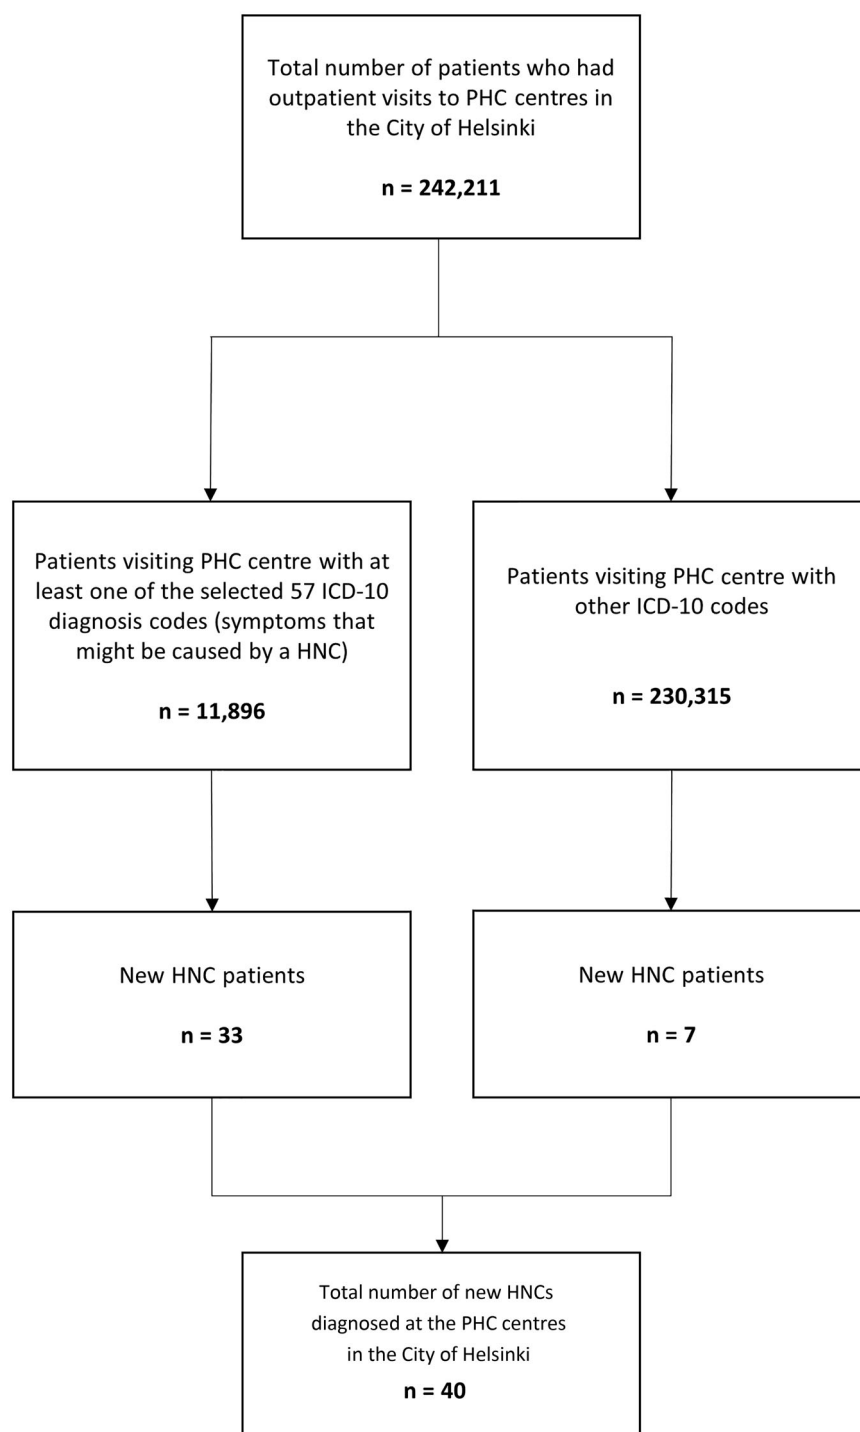 Total number of patients who had
outpatient visits to PHC centres in
the City of Helsinki
n = 242,211
Patients visiting PHC centre with at
least one of the selected 57 ICD-10
diagnosis codes (symptoms that
might be caused by a HNC)
n = 11,896
Patients visiting PHC centre with
other ICD-10 codes
n = 230,315
New HNC patients
n = 33
New HNC patients
n = 7
Total number of new HNCs
diagnosed at the PHC centres
in the City of Helsinki
n = 40